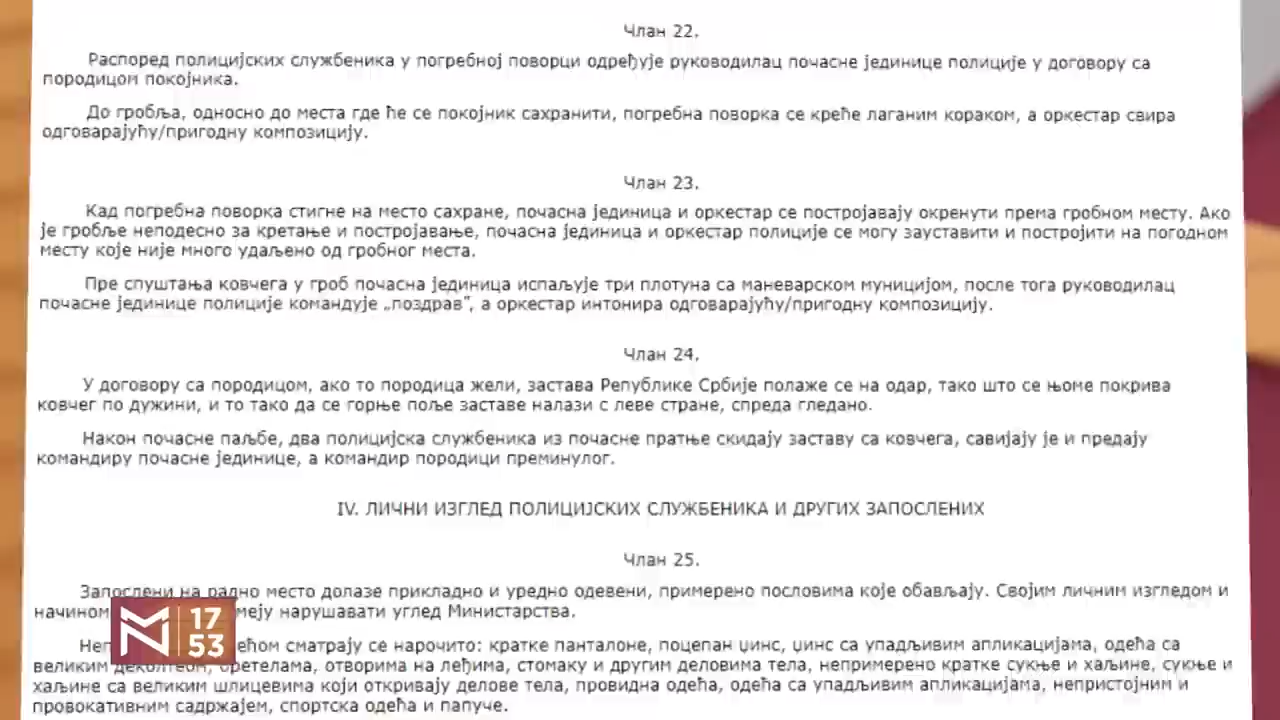 Члан 22.
Распоред полицијских службеника у погребној поворци одређује руководилац почасне јединице полиције у договору са
породицом покојника.
До гробља, односно до места где ће се покојник сахранити, погребна поворка се креће лаганим кораком, а оркестар свира
одговарајућу/пригодну композицију.
Члан 23.
Кад погребна поворка стигне на место сахране, почасна јединица и оркестар се постројавају окренути према гробном месту. Ако
је гробље неподесно за кретање и постројавање, почасна јединица и оркестар полиције се могу зауставити и постројити на погодном
месту које није много удаљено од гробног места.
Пре спуштања ковчега у гроб почасна јединица испаљује три плотуна са маневарском муницијом, после тога руководилац
почасне јединице полиције командује „поздрав", а оркестар интонира одговарајућу/пригодну композицију.
Члан 24.
У договору са породицом, ако то породица жели, застава Републике Србије полаже се на одар, тако што се њоме покрива
ковчег по дужини, и то тако да се горње поље заставе налази с леве стране, спреда гледано.
Након почасне паљбе, два полицијска службеника из почасне пратње скидају заставу са ковчега, савијају је и предају
командиру почасне јединице, а командир породици преминулог.
IV. ЛИЧНИ ИЗГЛЕД ПОЛИЦИЈСКИХ СЛУЖБЕНИКА И ДРУГИХ ЗАПОСЛЕНИХ
Члан 25.
Запослени на радно место долазе прикладно и уредно одевени, примерено пословима које обављају. Својим личним изгледом и
начином меју нарушавати углед Министарства.
Неп ећом сматрају се нарочито: кратке панталоне, поцепан џинс, џинс са упадљивим апликацијама, одећа са
великим деколтеом, бретелама, отворима на леђима, стомаку и другим деловима тела, непримерено кратке сукње и хаљине, сукње и
хаљине са великим шлицевима који откривају делове тела, провидна одећа, одећа са упадљивим апликацијама, непристојним и
провокативним садржајем, спортска одећа и папуче.
17
53